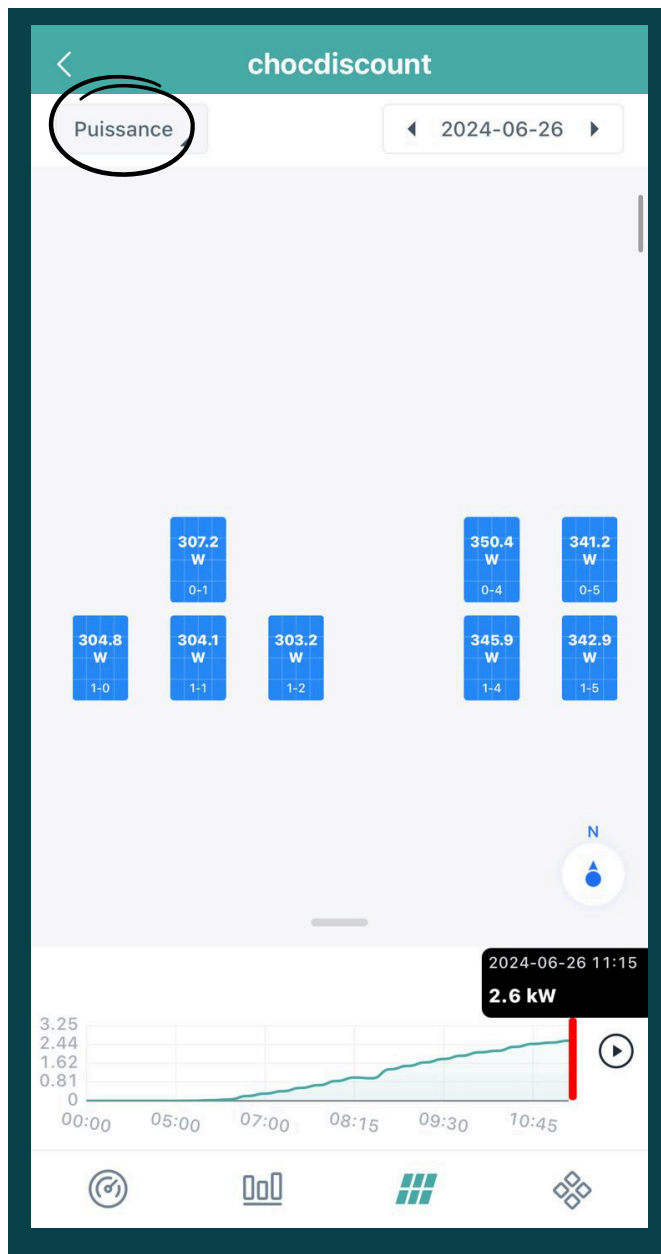 chocdiscount
Puissance
2024-06-26
307.2
W
0-1
350.4
W
0-4
341.2
W
0-5
304.8
W
1-0
304.1
W
1-1
303.2
W
1-2
345.9
W
1-4
342.9
W
1-5
N
2024-06-26 11:15
2.6 kW
3.25
2.44
1.62
0.81
0
00:00 05:00 07:00 08:15 09:30 10:45